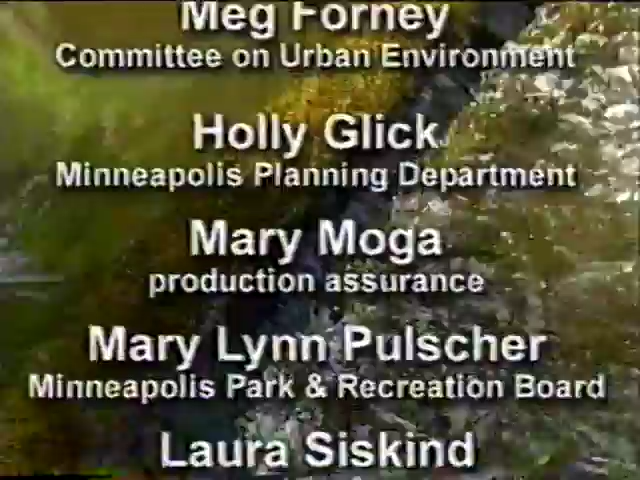 Meg Forney
Committee on Urban Environment
Holly Glick
Minneapolis Planning Department
Mary Moga
production assurance
Mary Lynn Pulscher
Minneapolis Park & Recreation Board
Laura Siskind